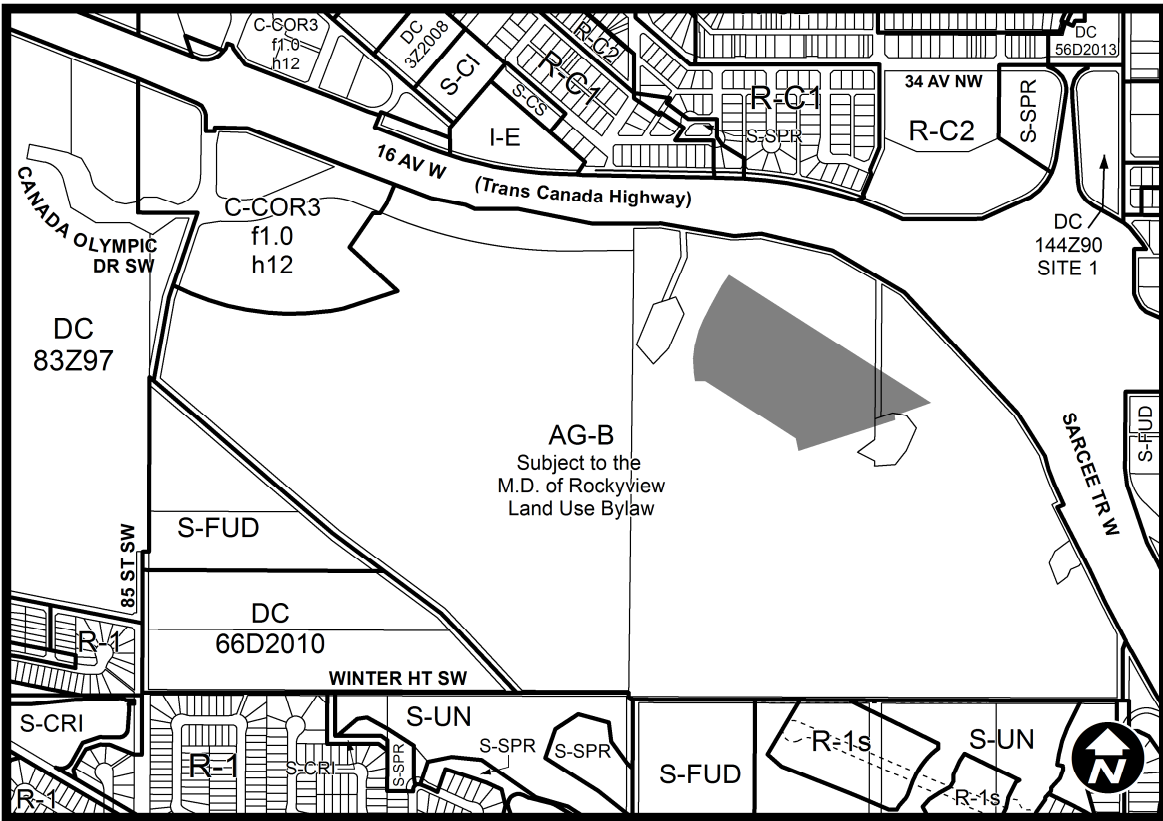 C-COR3
f1.0
h12
DC
3Z2008
S-CI
R-C2
R-C1
S-CS
I-E
R-C1
S-SPR
34 AV NW
R-C2
S-SPR
DC
56D2013
DC
144Z90
SITE 1
16 AV W (Trans Canada Highway)
CANADA OLYMPIC
DR SW
C-COR3
f1.0
h12
DC
83Z97
AG-B
Subject to the
M.D. of Rockyview
Land Use Bylaw
SARCEE TR W
S-FUD
S-FUD
85 ST SW
DC
66D2010
WINTER HT SW
R-1
S-CRI
R-1
R-1
S-CRI
S-SPR
S-UN
S-SPR
S-SPR
S-FUD
R-1s
S-UN
R-1s
N